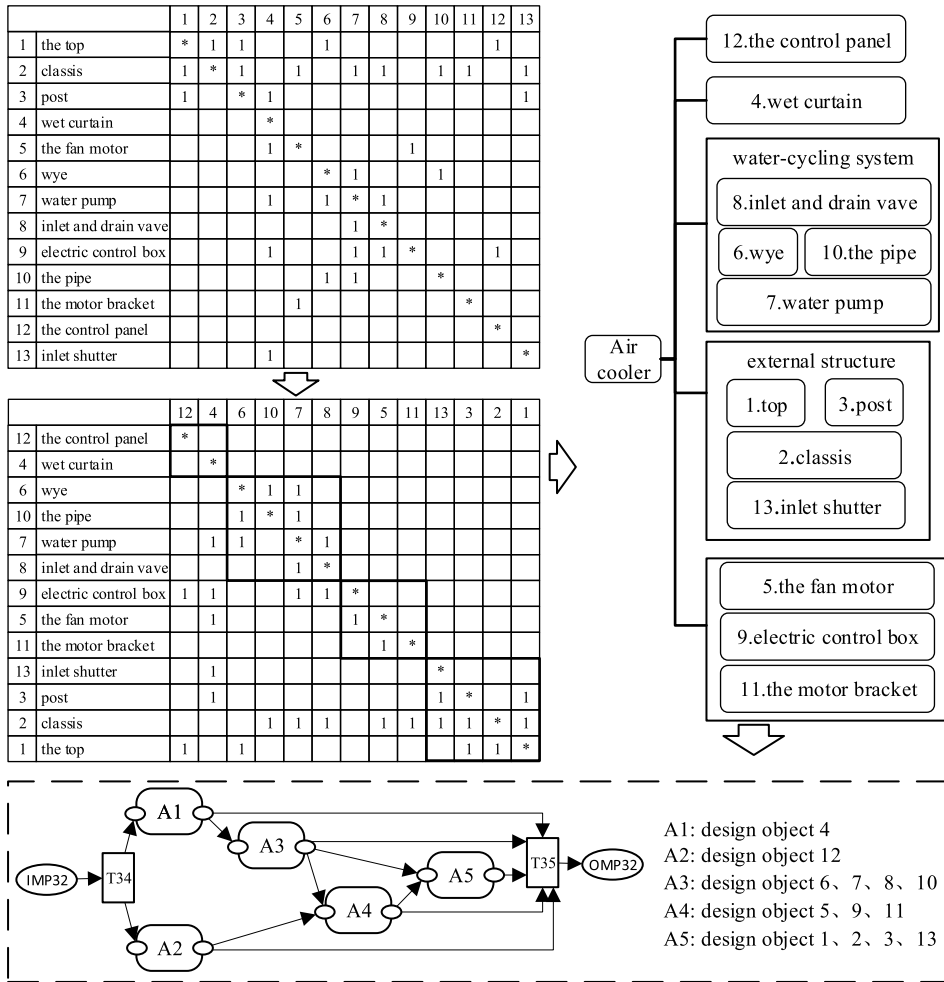 1 2 3 4 5 6 7 8 9 10 11 12 13
1 the top * 1 1 1 1
2 classis 1 * 1 1 1 1 1 1 1
3 post 1 * 1 1
4 wet curtain *
5 the fan motor 1 * 1
6 wye * 1 1
7 water pump 1 1 * 1
8 inlet and drain vave 1 *
9 electric control box 1 1 1 * 1
10 the pipe 1 1 *
11 the motor bracket 1 *
12 the control panel *
13 inlet shutter 1 *
12 4 6 10 7 8 9 5 11 13 3 2 1
12 the control panel *
4 wet curtain *
6 wye * 1 1
10 the pipe 1 * 1
7 water pump 1 1 * 1
8 inlet and drain vave 1 *
9 electric control box 1 1 1 1 *
5 the fan motor 1 1 *
11 the motor bracket 1 *
13 inlet shutter 1 *
3 post 1 1 * 1
2 classis 1 1 1 1 1 1 1 * 1
1 the top 1 1 1 1 *
Air
cooler
12.the control panel
4.wet curtain
water-cycling system
8.inlet and drain vave
6.wye 10.the pipe
7.water pump
external structure
1.top 3.post
2.classis
13.inlet shutter
5.the fan motor
9.electric control box
11.the motor bracket
IMP32
T34
A1
A2
A3
A4
A5
T35
OMP32
A1: design object 4
A2: design object 12
A3: design object 6、7、8、10
A4: design object 5、9、11
A5: design object 1、2、3、13